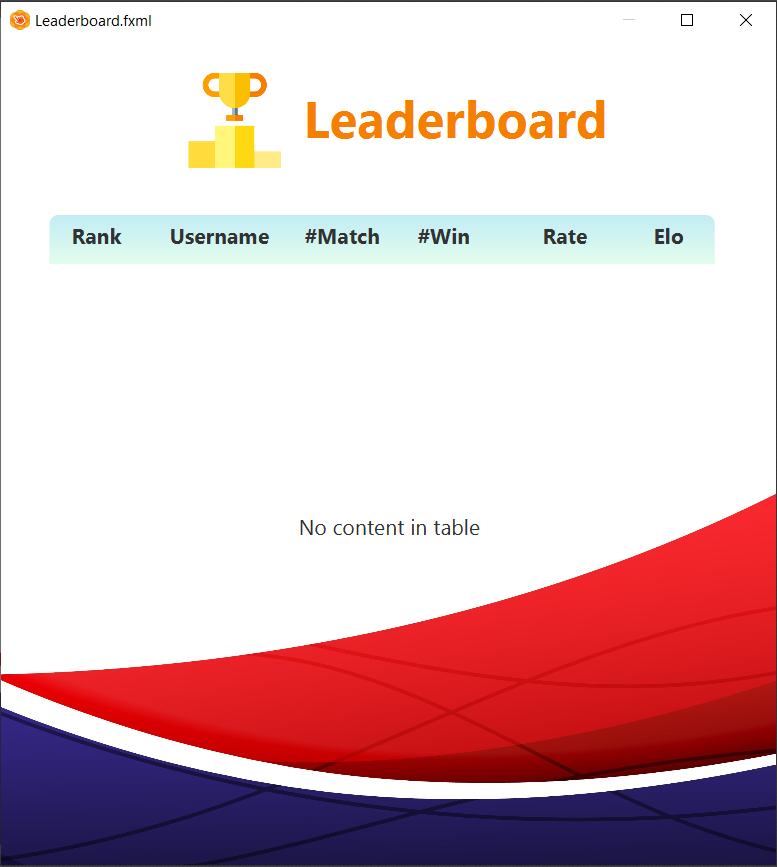 Leaderboard.fxml
Leaderboard
Rank Username #Match #Win Rate Elo
No content in table